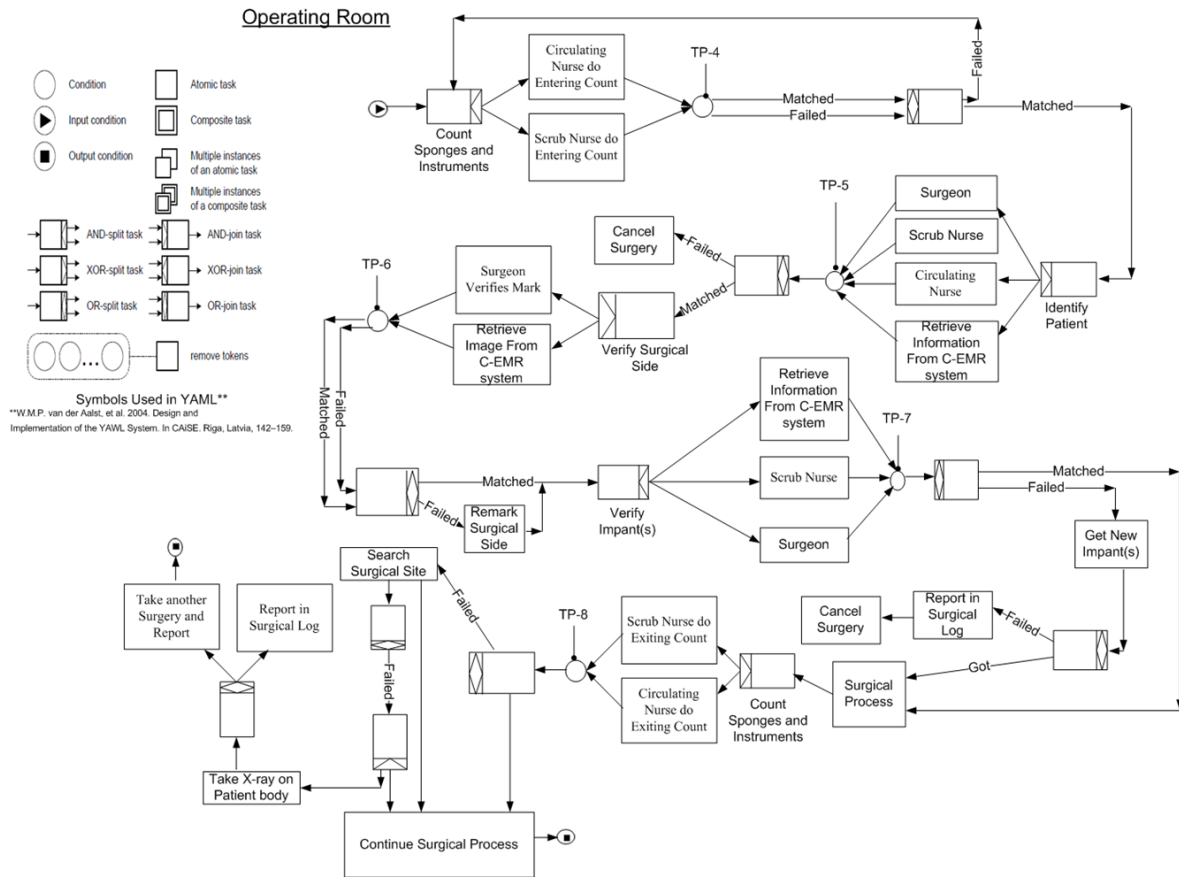 Operating Room
Condition
Atomic task
Input condition
Composite task
Output condition
Multiple instances
of an atomic task
Multiple instances
of a composite task
AND-split task
AND-join task
XOR-split task
XOR-join task
OR-split task
OR-join task
...
remove tokens
Symbols Used in YAML**
**W.M.P. van der Aalst, et al. 2004. Design and
Implementation of the YAWL System. In CAiSE. Riga, Latvia, 142–159.
Count
Sponges and
Instruments
Circulating
Nurse do
Entering Count
Scrub Nurse do
Entering Count
TP-4
Matched
Failed
Failed
Matched
Identify
Patient
Surgeon
Scrub Nurse
Circulating
Nurse
Retrieve
Information
From C-EMR
system
TP-5
Cancel
Surgery
Failed
Matched
Verify Surgical
Side
Surgeon
Verifies Mark
Retrieve
Image From
C-EMR
system
TP-6
Failed
Matched
Matched
Failed
Remark
Surgical
Side
Verify
Impant(s)
Retrieve
Information
From C-EMR
system
Scrub Nurse
Surgeon
TP-7
Matched
Failed
Get New
Impant(s)
Failed
Report in
Surgical
Log
Cancel
Surgery
Got
Surgical
Process
Count
Sponges and
Instruments
Scrub Nurse do
Exiting Count
Circulating
Nurse do
Exiting Count
TP-8
Failed
Search
Surgical Site
Failed
Take X-ray on
Patient body
Take another
Surgery and
Report
Report in
Surgical Log
Continue Surgical Process